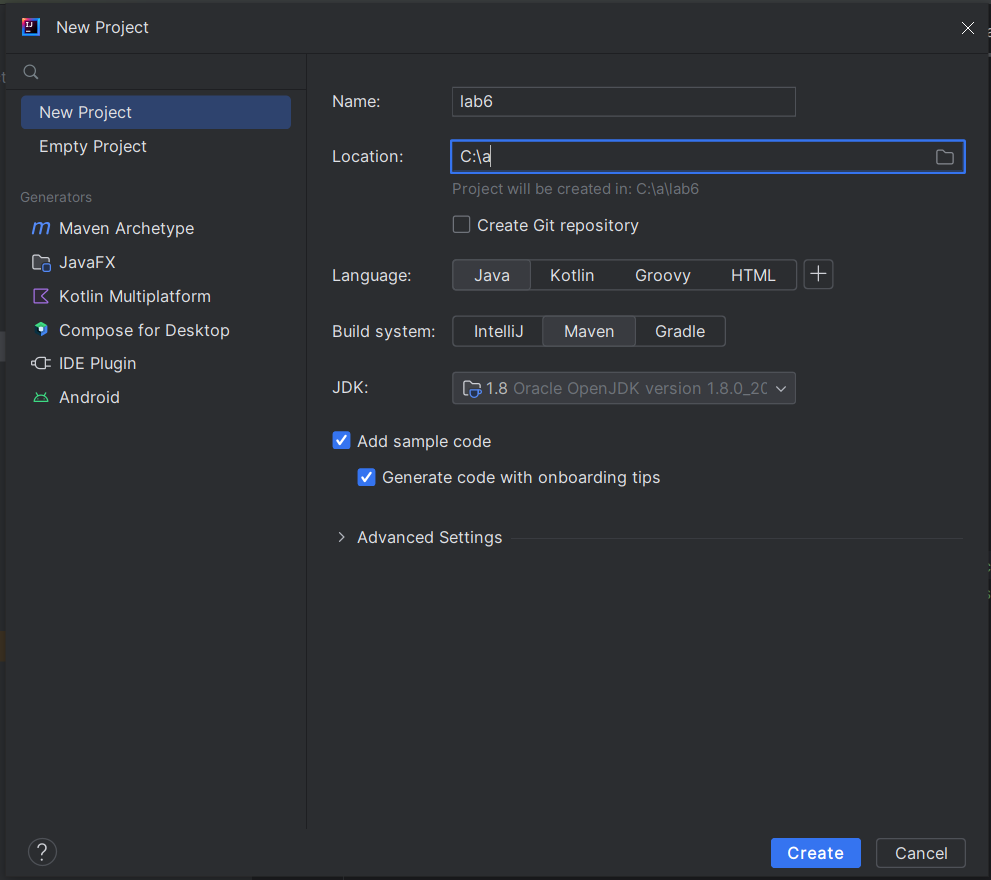 New Project
New Project
Empty Project
Generators
Maven Archetype
JavaFX
Kotlin Multiplatform
Compose for Desktop
IDE Plugin
Android
Name: lab6
Location: C:\a
Project will be created in: C:\a\lab6
Create Git repository
Language: Java Kotlin Groovy HTML
Build system: IntelliJ Maven Gradle
JDK: 1.8 Oracle OpenJDK version 1.8.0_20
Add sample code
Generate code with onboarding tips
Advanced Settings
? Create Cancel